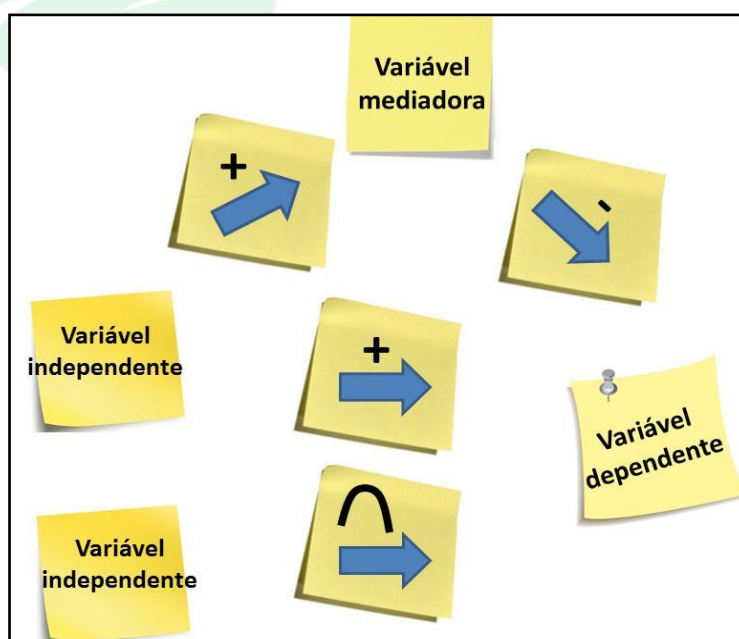 Variável
mediadora
+
-
Variável
independente
+
Variável
dependente
Variável
independente